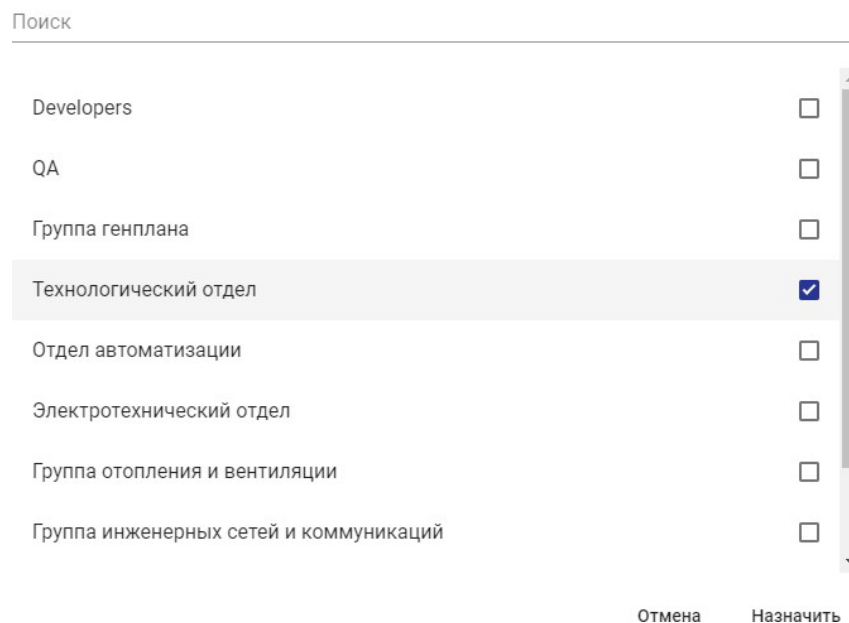 Поиск
Developers
QA
Группа генплана
Технологический отдел
Отдел автоматизации
Электротехнический отдел
Группа отопления и вентиляции
Группа инженерных сетей и коммуникаций
Отмена Назначить